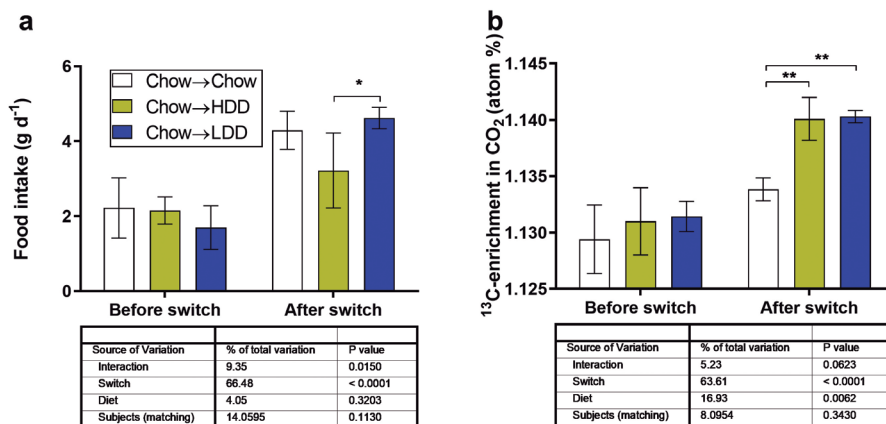 a
Food intake (g d-1)
6
4
2
0
Chow→Chow
Chow→HDD
Chow→LDD
*
Before switch
After switch
Source of Variation % of total variation P value
Interaction 9.35 0.0150
Switch 66.48 < 0.0001
Diet 4.05 0.3203
Subjects (matching) 14.0595 0.1130
b
13C-enrichment in CO2 (atom %)
1.145
1.140
1.135
1.130
1.125
**
**
Before switch
After switch
Source of Variation % of total variation P value
Interaction 5.23 0.0623
Switch 63.61 < 0.0001
Diet 16.93 0.0062
Subjects (matching) 8.0954 0.3430